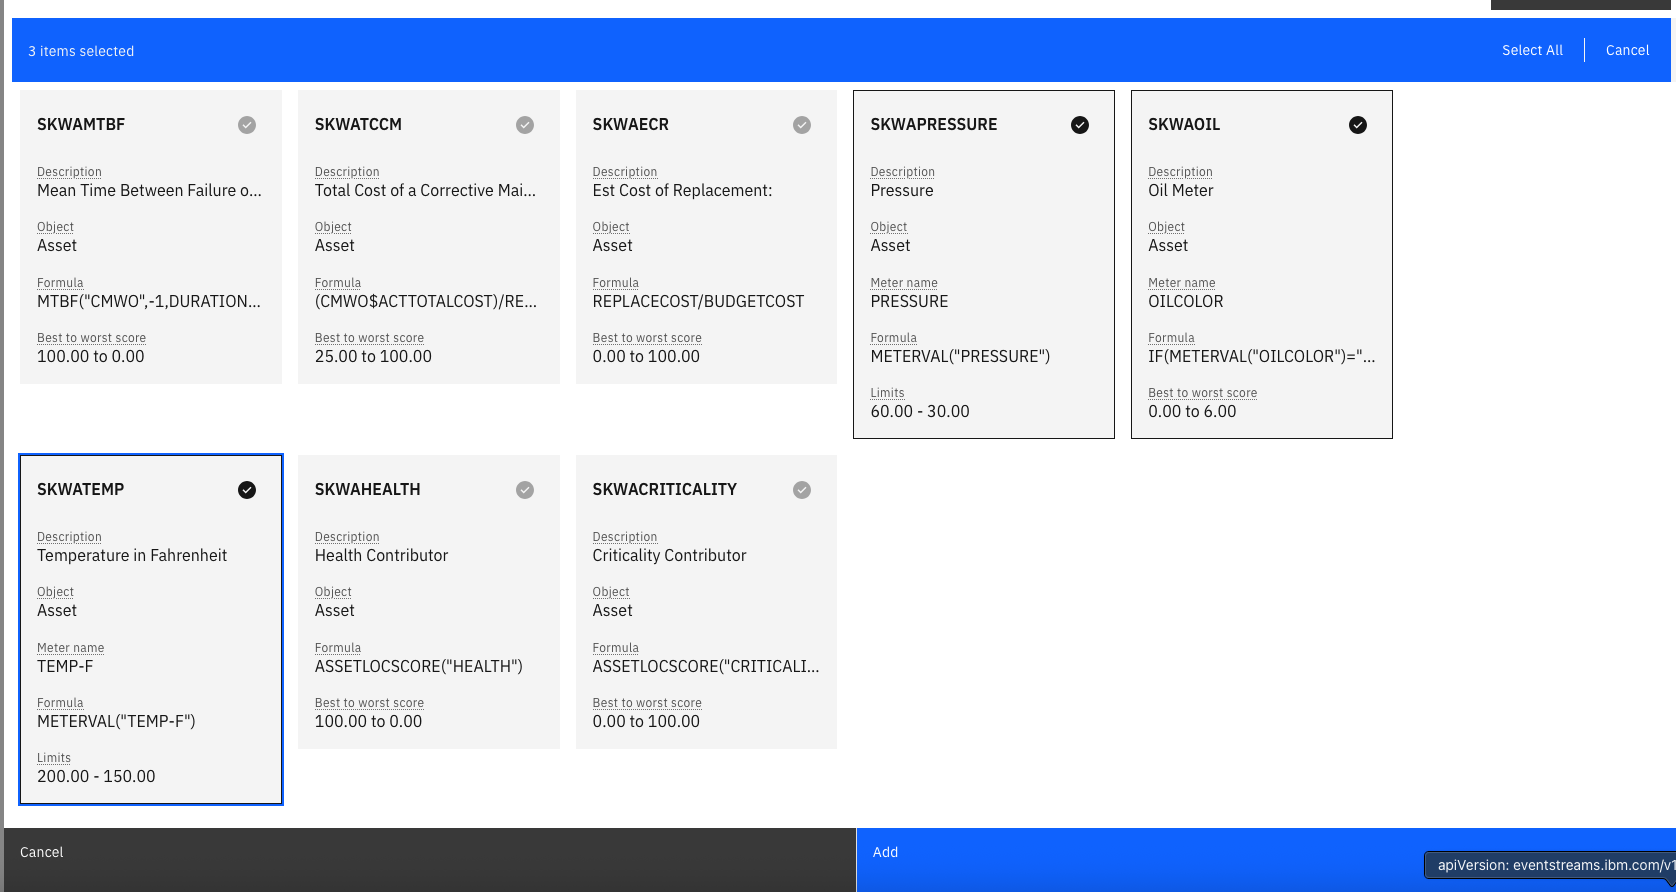 3 items selected
Select All
Cancel
SKWAMTBF
Description
Mean Time Between Failure o...
Object
Asset
Formula
MTBF("CMWO",-1,DURATION...
Best to worst score
100.00 to 0.00
SKWATCCM
Description
Total Cost of a Corrective Mai...
Object
Asset
Formula
(CMWO$ACTTOTALCOST)/RE...
Best to worst score
25.00 to 100.00
SKWAECR
Description
Est Cost of Replacement:
Object
Asset
Formula
REPLACECOST/BUDGETCOST
Best to worst score
0.00 to 100.00
SKWAPRESSURE
Description
Pressure
Object
Asset
Meter name
PRESSURE
Formula
METERVAL("PRESSURE")
Limits
60.00 - 30.00
SKWAOIL
Description
Oil Meter
Object
Asset
Meter name
OILCOLOR
Formula
IF(METERVAL("OILCOLOR")="...
Best to worst score
0.00 to 6.00
SKWATEMP
Description
Temperature in Fahrenheit
Object
Asset
Meter name
TEMP-F
Formula
METERVAL("TEMP-F")
Limits
200.00 - 150.00
SKWAHEALTH
Description
Health Contributor
Object
Asset
Formula
ASSETLOCSCORE("HEALTH")
Best to worst score
100.00 to 0.00
SKWACRITICALITY
Description
Criticality Contributor
Object
Asset
Formula
ASSETLOCSCORE("CRITICALI...
Best to worst score
0.00 to 100.00
Cancel
Add
apiVersion: eventstreams.ibm.com/v1